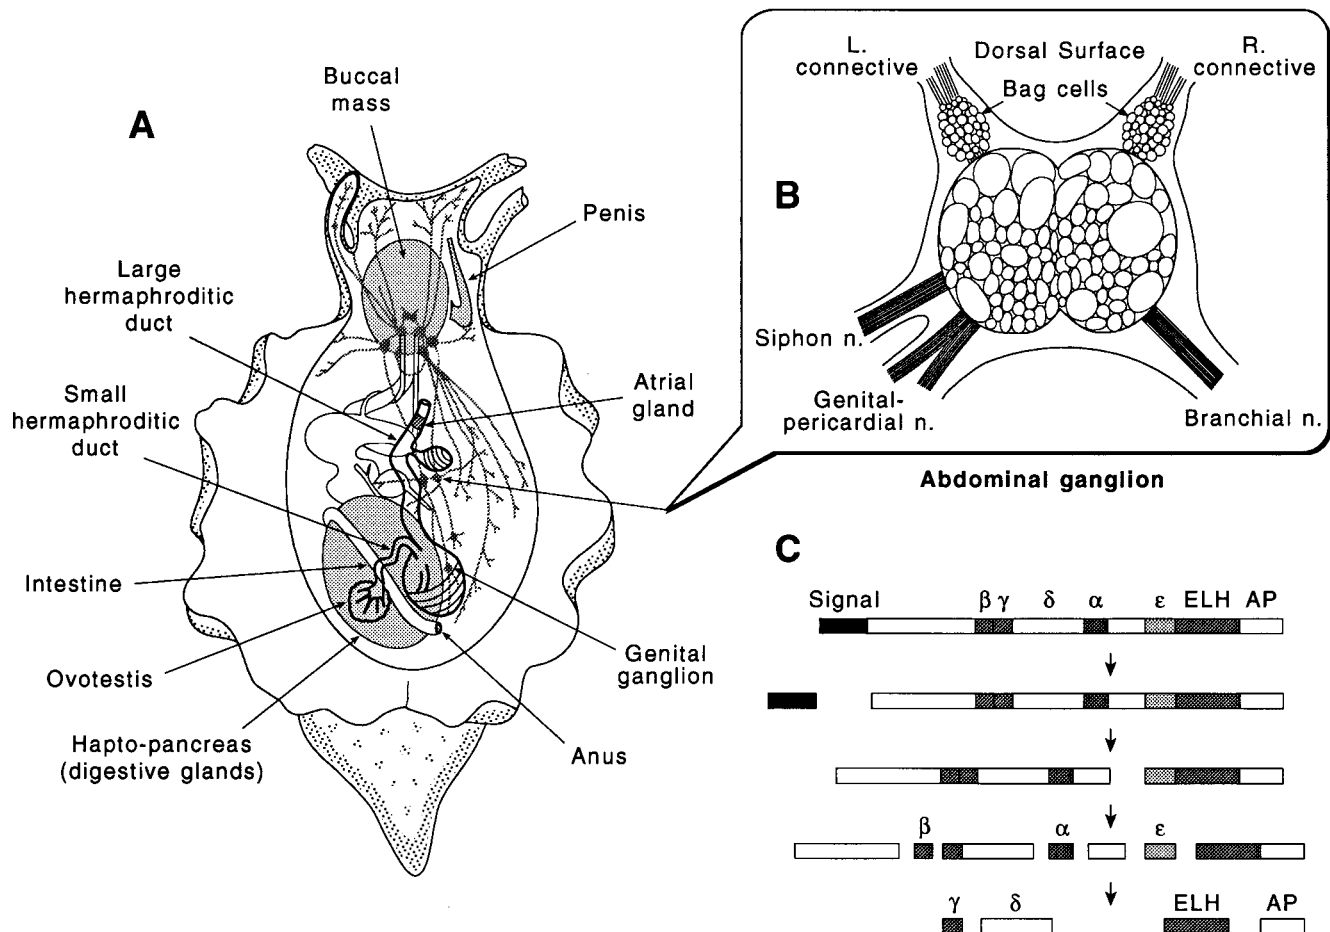 A
Buccal
mass
Penis
Large
hermaphroditic
duct
Small
hermaphroditic
duct
Atrial
gland
Intestine
Ovotestis
Hapto-pancreas
(digestive glands)
Genital
ganglion
Anus
B
L.
connective
Dorsal Surface
Bag cells
R.
connective
Siphon n.
Genital-
pericardial n.
Branchial n.
Abdominal ganglion
C
Signal β γ δ α ε ELH AP
β α ε
γ δ ELH AP